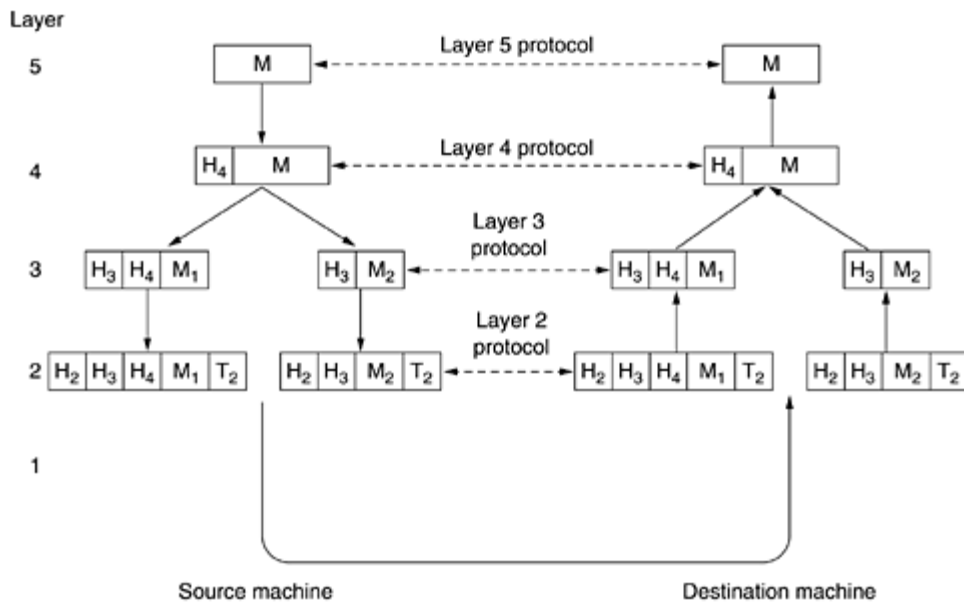 Layer
5
M
Layer 5 protocol
M
4
H₄ M
Layer 4 protocol
H₄ M
3
H₃ H₄ M₁
H₃ M₂
Layer 3
protocol
H₃ H₄ M₁
H₃ M₂
2
H₂ H₃ H₄ M₁ T₂
H₂ H₃ M₂ T₂
Layer 2
protocol
H₂ H₃ H₄ M₁ T₂
H₂ H₃ M₂ T₂
1
Source machine
Destination machine